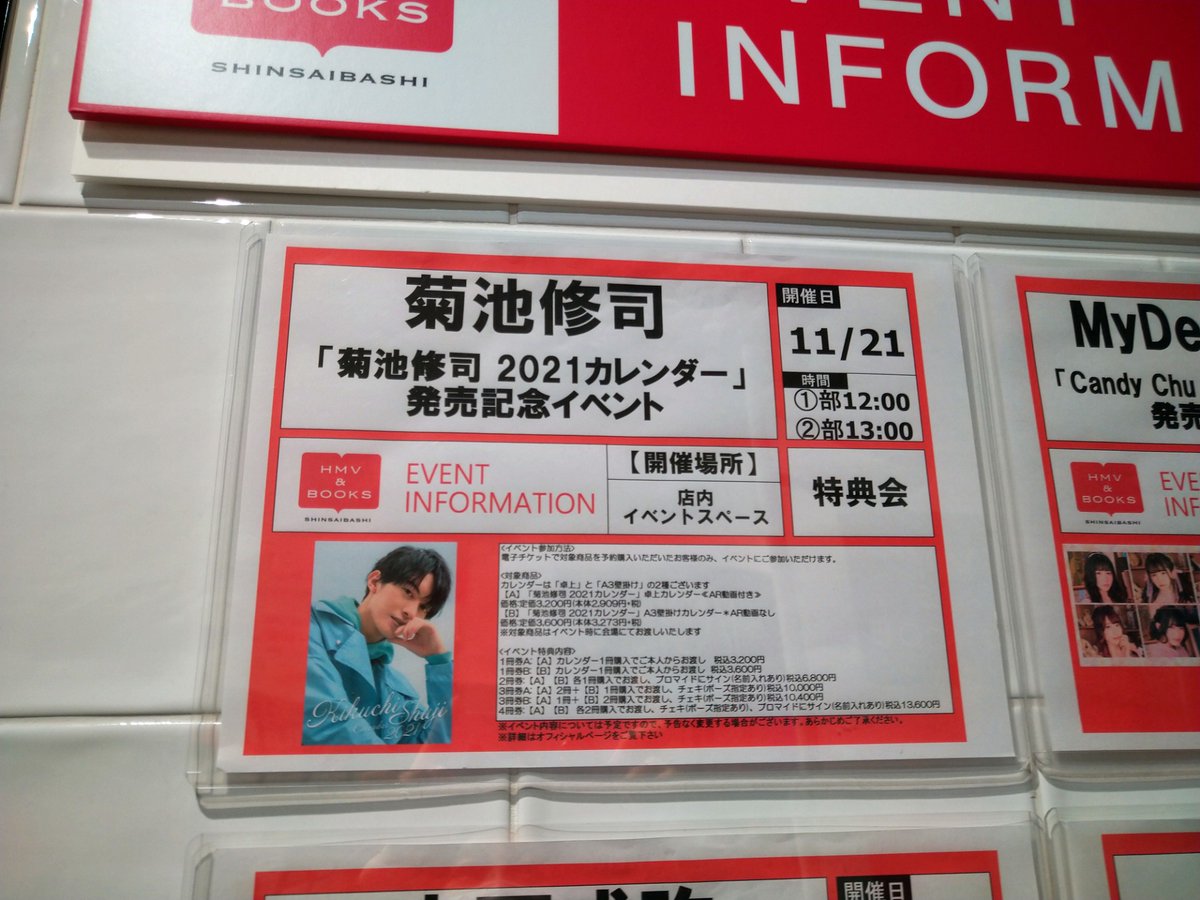 BOOKS
SHINSAIBASHI
INFORM
菊池修司
「菊池修司 2021カレンダー」
発売記念イベント
開催日
11/21
時間
①部12:00
②部13:00
HMV
&
BOOKS
SHINSAIBASHI
EVENT
INFORMATION
【開催場所】
店内
イベントスペース
特典会
<イベント参加方法>
電子チケットで対象商品を予約購入いただいたお客様のみ、イベントにご参加いただけます。
<対象商品>
カレンダーは「卓上」と「A3壁掛け」の2種ございます
【A】「菊池修司 2021カレンダー」卓上カレンダー≪AR動画付き≫
価格:定価3,200円(本体2,909円+税)
【B】「菊池修司 2021カレンダー」A3壁掛けカレンダー＊AR動画なし
価格:定価3,600円(本体3,273円+税)
※対象商品はイベント時に会場にてお渡しいたします
<イベント特典内容>
1冊券A:【A】カレンダー1冊購入でご本人からお渡し 税込3,200円
1冊券B:【B】カレンダー1冊購入でご本人からお渡し 税込3,600円
2冊券:【A】【B】各1冊購入でお渡し、ブロマイドにサイン(名前入れあり)税込6,800円
3冊券A:【A】2冊+【B】1冊購入でお渡し、チェキ(ポーズ指定あり)税込10,000円
3冊券B:【A】1冊+【B】2冊購入でお渡し、チェキ(ポーズ指定あり)税込10,400円
4冊券:【A】【B】各2冊購入でお渡し、チェキ(ポーズ指定あり)、ブロマイドにサイン(名前入れあり)税込13,600円
※イベント内容については予定ですので、予告なく変更する場合がございます。あらかじめご了承ください。
※詳細はオフィシャルページをご覧下さい
Kikuchi Shuji
2021
MyDe
「Candy Chu
発売
HMV
&
BOOKS
SHINSAIBASHI
EVE
INF
開催日